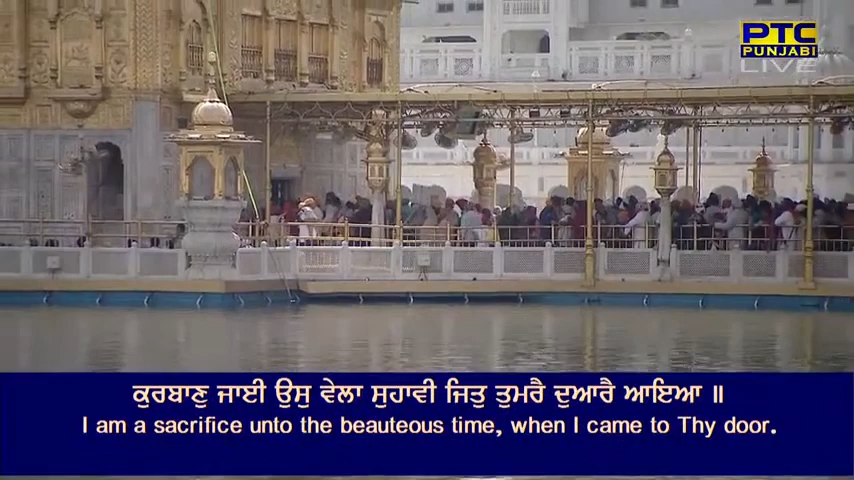 PTC
PUNJABI
LIVE
ਕੁਰਬਾਣੁ ਜਾਈ ਉਸੁ ਵੇਲਾ ਸੁਹਾਵੀ ਜਿਤੁ ਤੁਮਰੈ ਦੁਆਰੈ ਆਇਆ ॥
I am a sacrifice unto the beauteous time, when I came to Thy door.